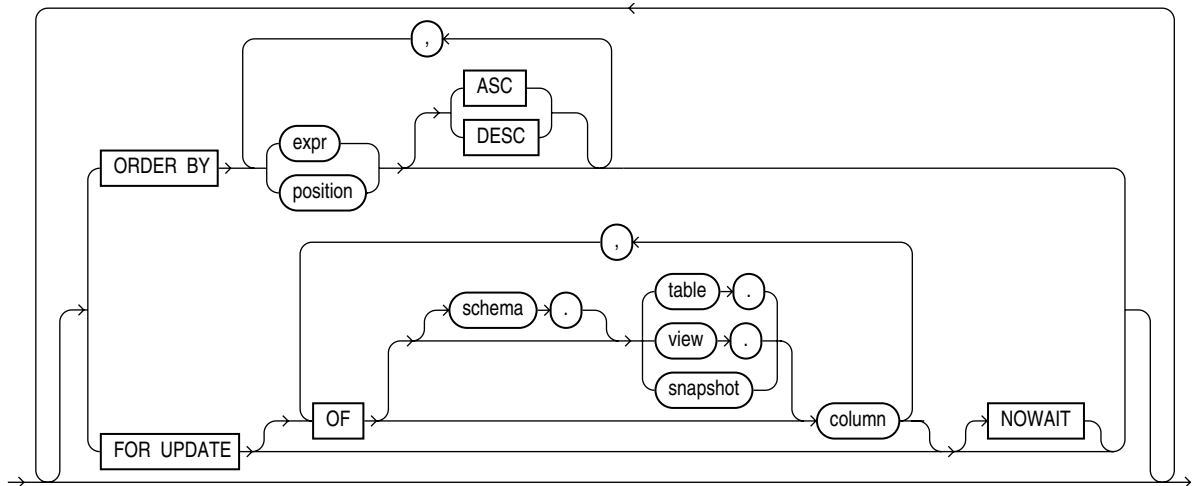 ,
ASC
DESC
expr
ORDER BY
position
,
table .
schema .
view .
snapshot
OF
column
NOWAIT
FOR UPDATE